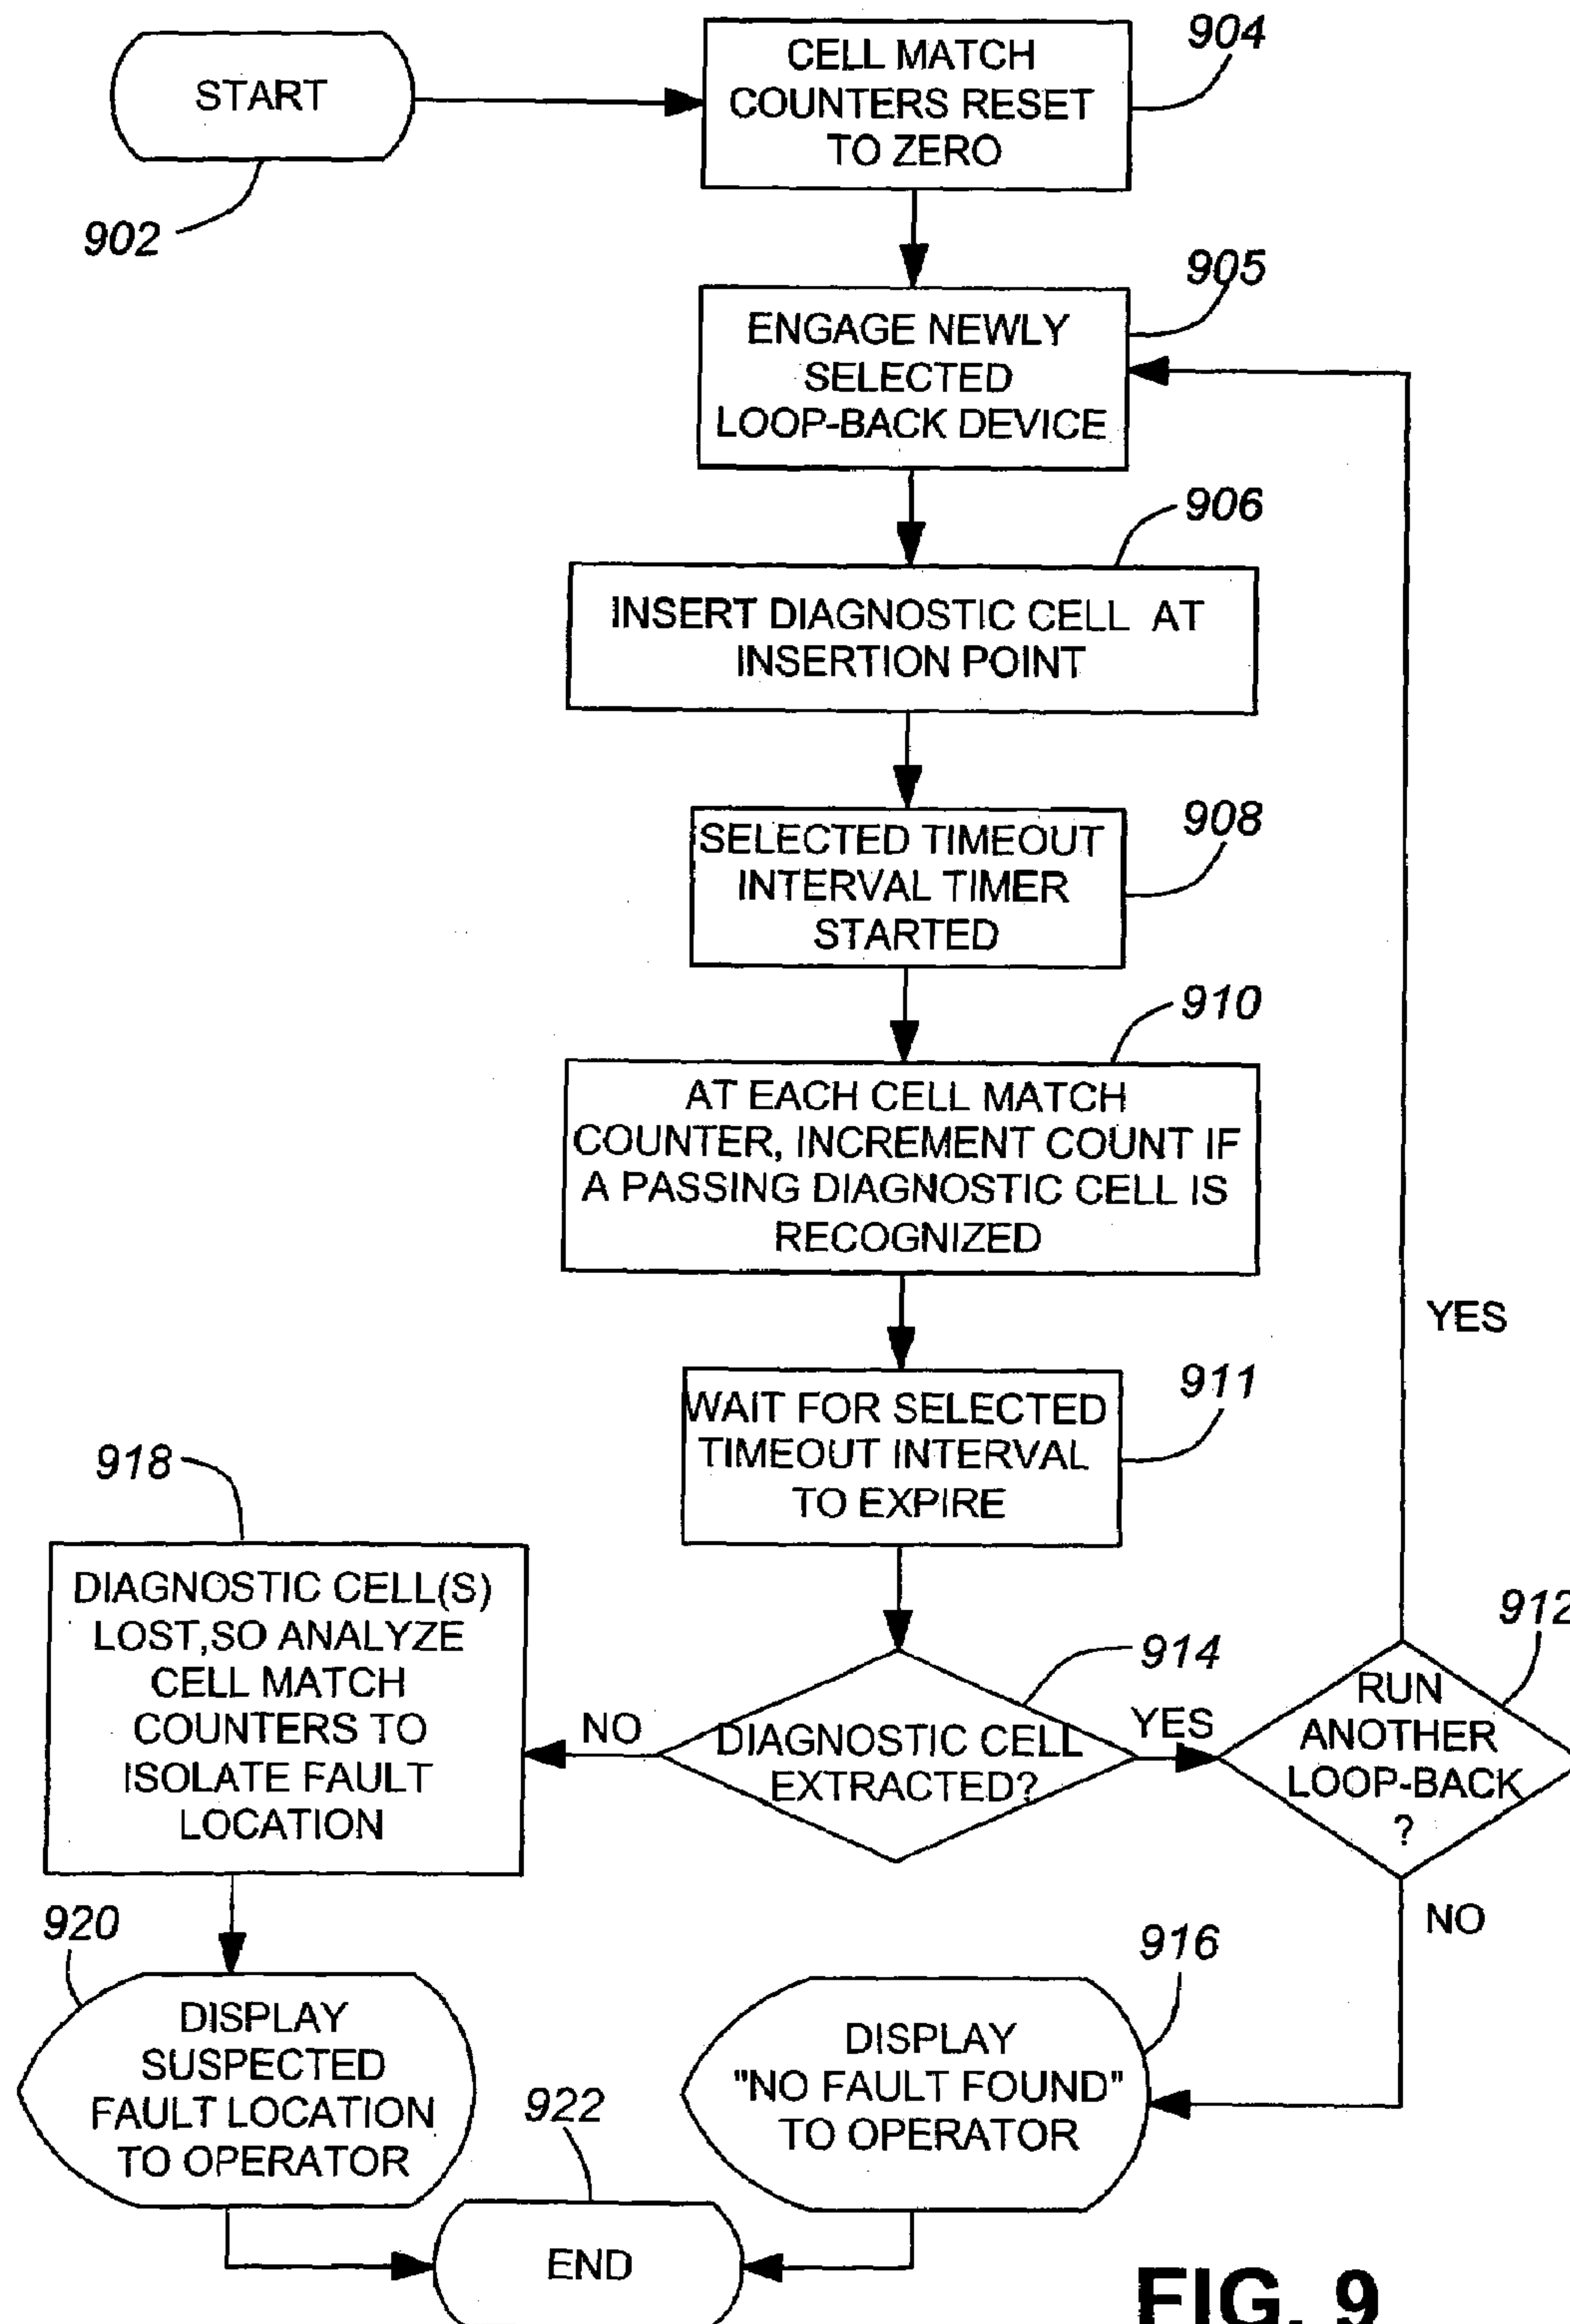 START
902
CELL MATCH
COUNTERS RESET
TO ZERO
904
ENGAGE NEWLY
SELECTED
LOOP-BACK DEVICE
905
INSERT DIAGNOSTIC CELL AT
INSERTION POINT
906
SELECTED TIMEOUT
INTERVAL TIMER
STARTED
908
AT EACH CELL MATCH
COUNTER, INCREMENT COUNT IF
A PASSING DIAGNOSTIC CELL IS
RECOGNIZED
910
WAIT FOR SELECTED
TIMEOUT INTERVAL
TO EXPIRE
911
DIAGNOSTIC CELL
EXTRACTED?
914
NO
YES
RUN
ANOTHER
LOOP-BACK
?
912
YES
NO
DIAGNOSTIC CELL(S)
LOST,SO ANALYZE
CELL MATCH
COUNTERS TO
ISOLATE FAULT
LOCATION
918
DISPLAY
SUSPECTED
FAULT LOCATION
TO OPERATOR
920
DISPLAY
"NO FAULT FOUND"
TO OPERATOR
916
END
922
FIG. 9